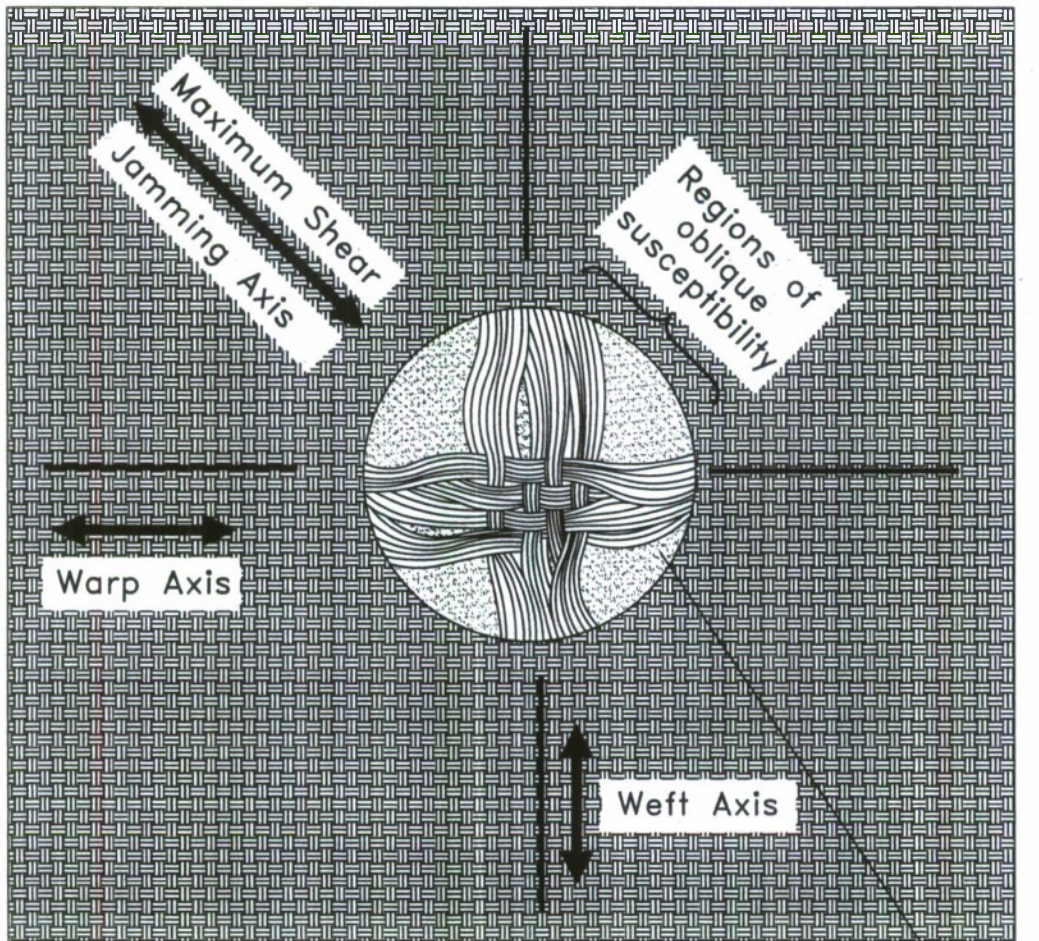 Maximum Shear
Jamming Axis
Regions of
oblique
susceptibility
Warp Axis
Weft Axis